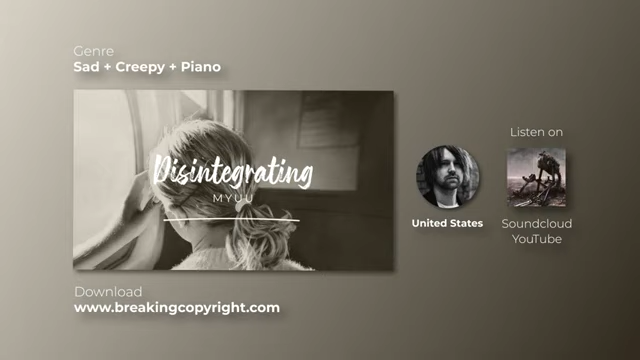 Genre
Sad + Creepy + Piano
Disintegrating
MYUU
United States
Listen on
Soundcloud
YouTube
Download
www.breakingcopyright.com